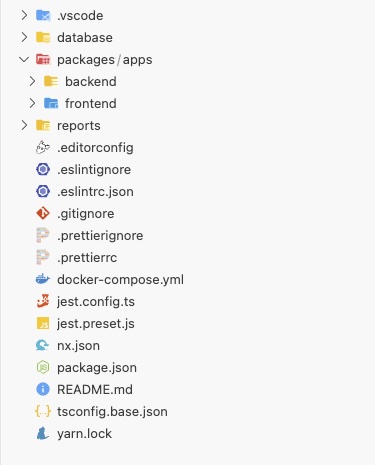 .vscode
database
packages/apps
backend
frontend
reports
.editorconfig
.eslintignore
.eslintrc.json
.gitignore
.prettierignore
.prettierrc
docker-compose.yml
jest.config.ts
JS jest.preset.js
nx.json
package.json
README.md
tsconfig.base.json
yarn.lock